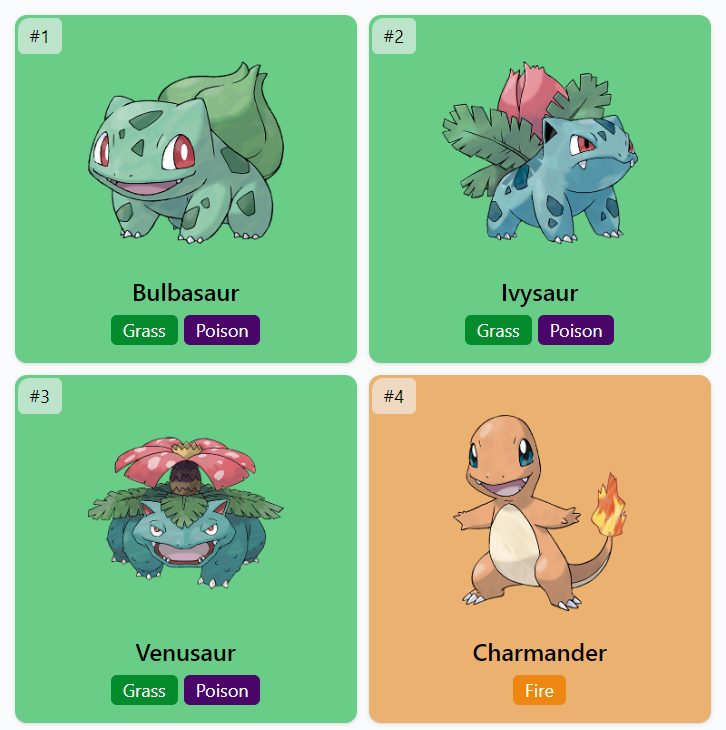 #1
Bulbasaur
Grass Poison
#2
Ivysaur
Grass Poison
#3
Venusaur
Grass Poison
#4
Charmander
Fire